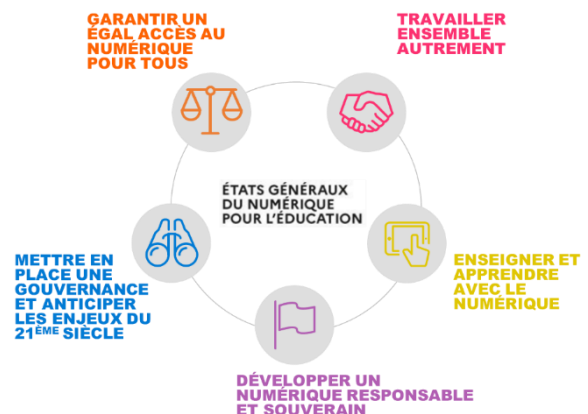 GARANTIR UN
ÉGAL ACCÈS AU
NUMÉRIQUE
POUR TOUS
TRAVAILLER
ENSEMBLE
AUTREMENT
ÉTATS GÉNÉRAUX
DU NUMÉRIQUE
POUR L'ÉDUCATION
METTRE EN
PLACE UNE
GOUVERNANCE
ET ANTICIPER
LES ENJEUX DU
21ÈME SIÈCLE
ENSEIGNER ET
APPRENDRE
AVEC LE
NUMÉRIQUE
DÉVELOPPER UN
NUMÉRIQUE RESPONSABLE
ET SOUVERAIN